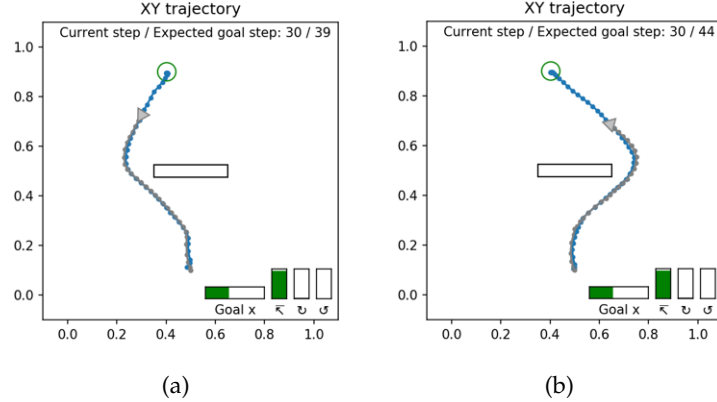 XY trajectory
Current step / Expected goal step: 30 / 39
1.0
0.8
0.6
0.4
0.2
0.0
Goal x ↸ ↻ ↺
0.0 0.2 0.4 0.6 0.8 1.0
(a)
XY trajectory
Current step / Expected goal step: 30 / 44
1.0
0.8
0.6
0.4
0.2
0.0
Goal x ↸ ↻ ↺
0.0 0.2 0.4 0.6 0.8 1.0
(b)